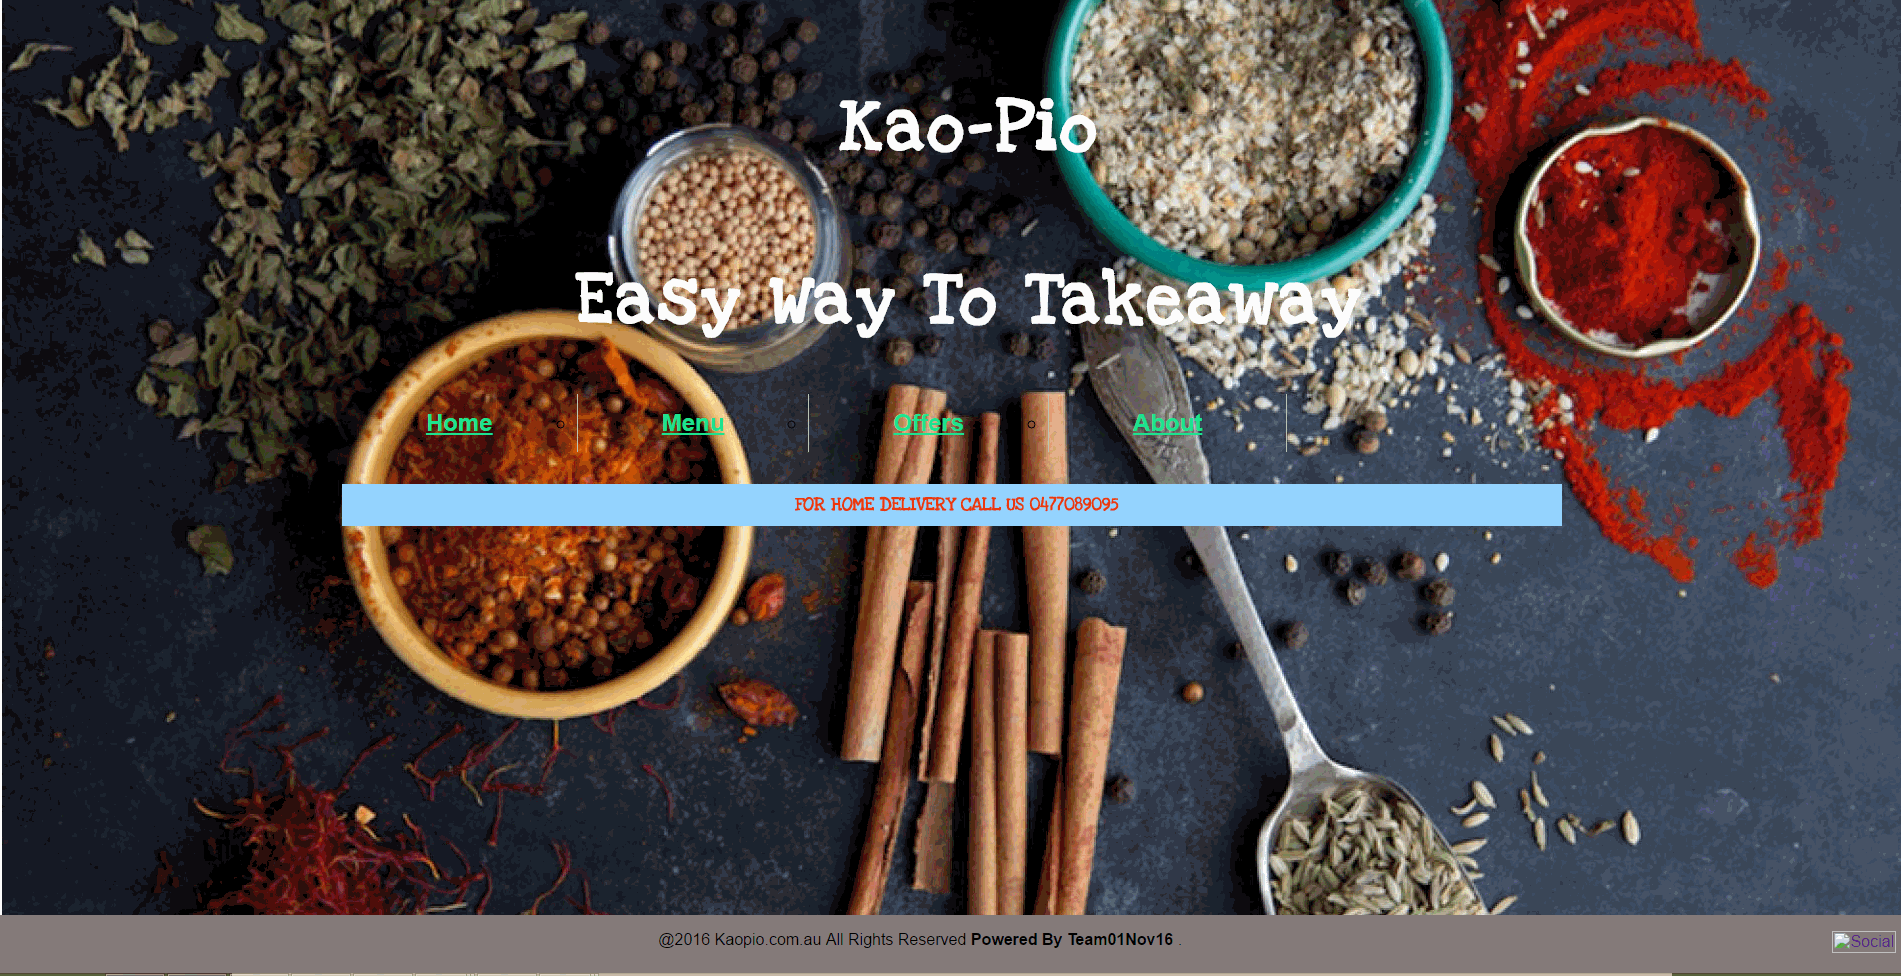 Kao-Pio
Easy Way To Takeaway
Home Menu Offers About
FOR HOME DELIVERY CALL US 0477089095
@2016 Kaopio.com.au All Rights Reserved Powered By Team01Nov16 .
Social